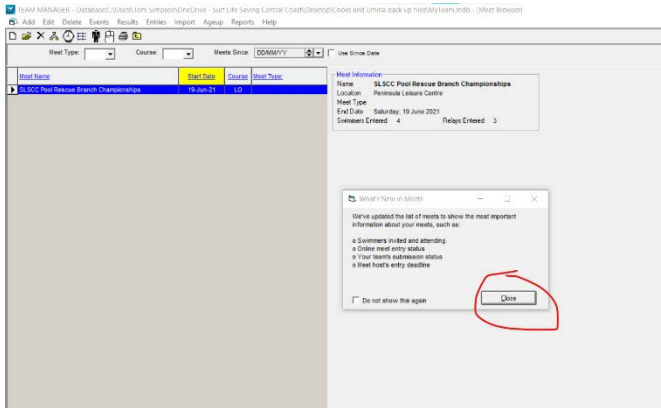 TEAM MANAGER - Database:C:\Users\Tom Simpson\OneDrive - Surf Life Saving Central Coast\Desktop\Cooks and Umina back up files\MyTeam.mdb - [Meet Browser]
Add Edit Delete Events Results Entries Import Ageup Reports Help
Meet Type: Course: Meets Since: DD/MM/YY Use Since Date
Meet Name Start Date Course Meet Type:
SLSCC Pool Rescue Branch Championships 19-Jun-21 LO
Meet Information
Name SLSCC Pool Rescue Branch Championships
Location Peninsula Leisure Centre
Meet Type
End Date Saturday, 19 June 2021
Swimmers Entered 4 Relays Entered 3
What's New in Meets
We've updated the list of meets to show the most important
information about your meets, such as:
o Swimmers invited and attending
o Online meet entry status
o Your team's submission status
o Meet host's entry deadline
Do not show this again
Close